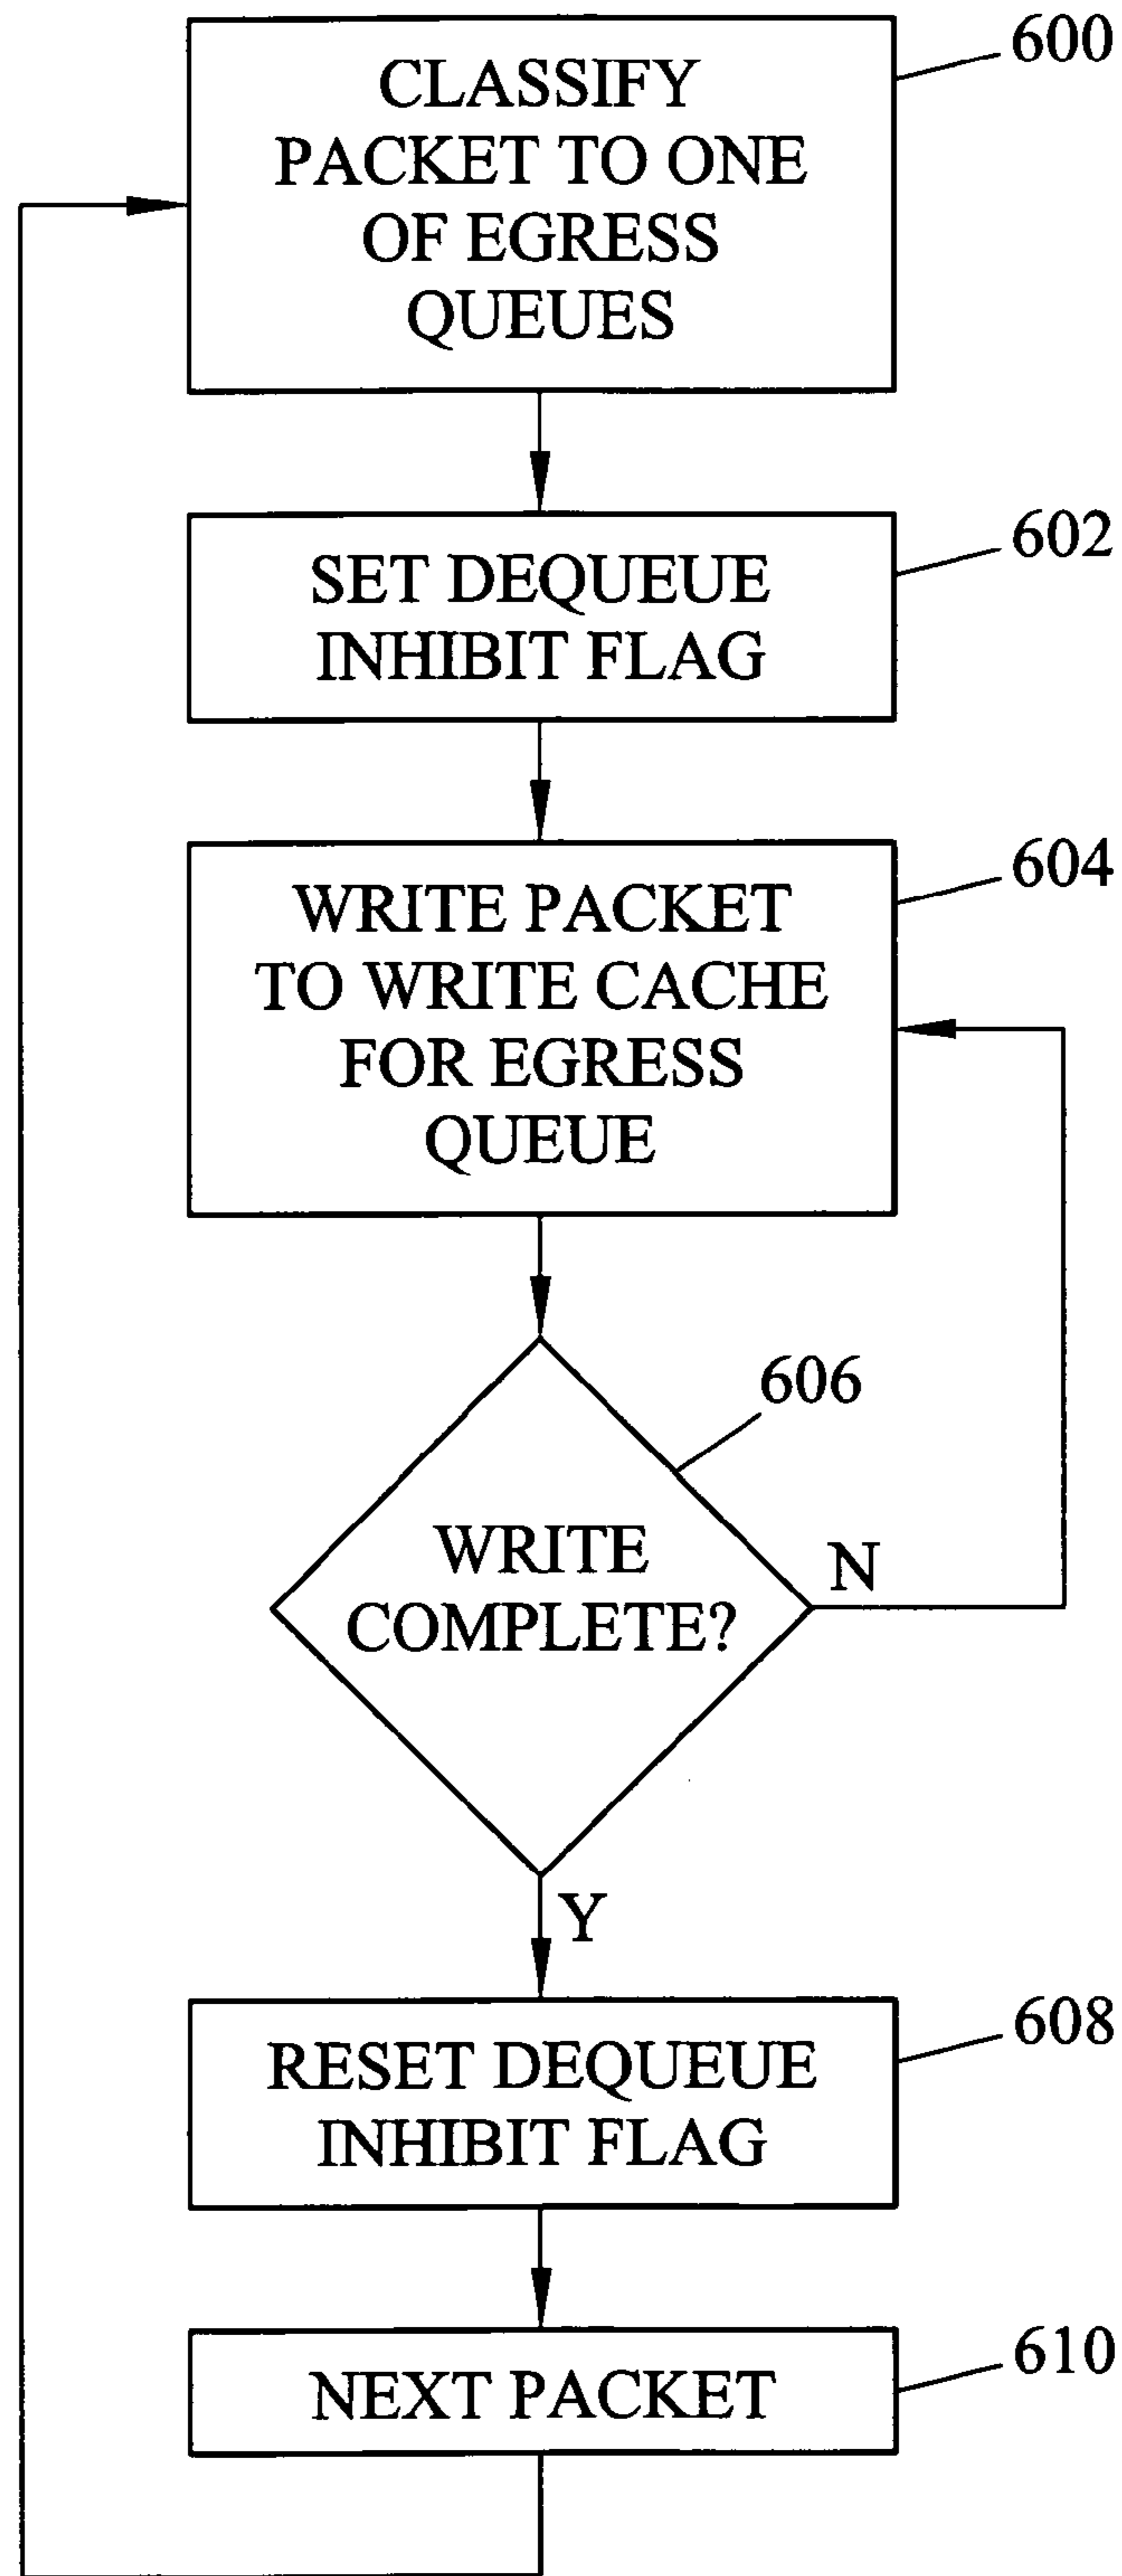 CLASSIFY
PACKET TO ONE
OF EGRESS
QUEUES
600
SET DEQUEUE
INHIBIT FLAG
602
WRITE PACKET
TO WRITE CACHE
FOR EGRESS
QUEUE
604
606
WRITE
COMPLETE?
N
Y
RESET DEQUEUE
INHIBIT FLAG
608
NEXT PACKET
610